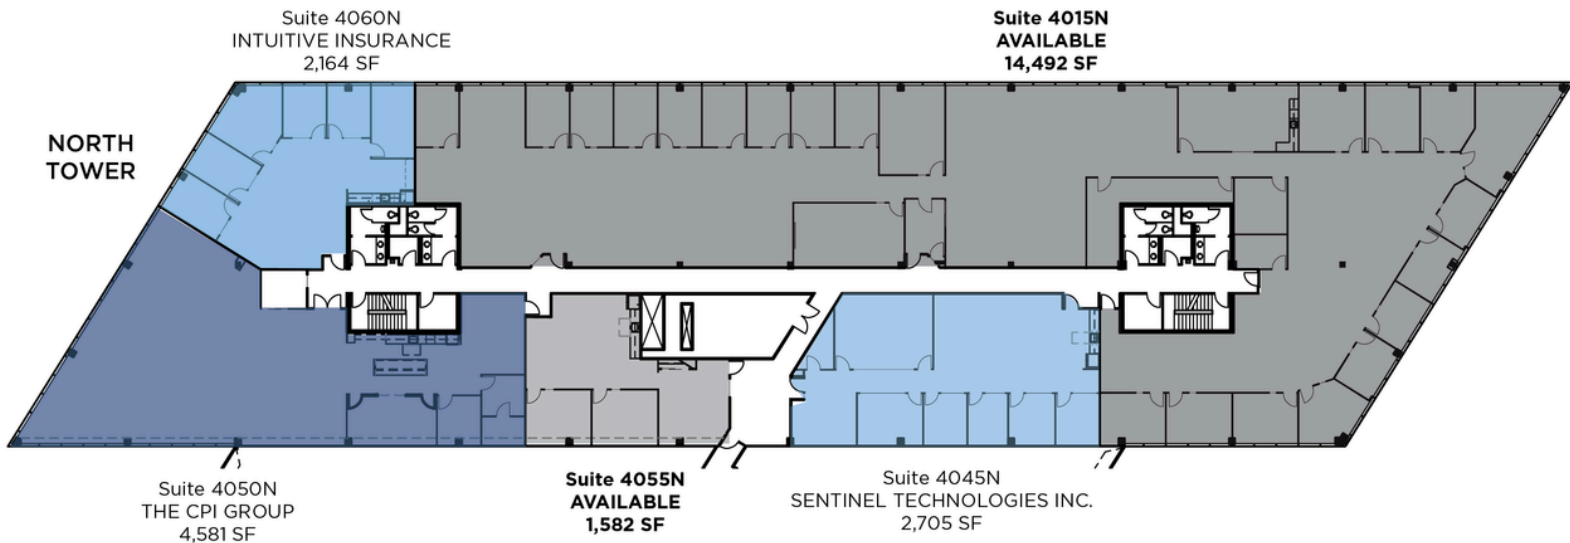 Suite 4060N
INTUITIVE INSURANCE
2,164 SF
Suite 4015N
AVAILABLE
14,492 SF
NORTH
TOWER
Suite 4050N
THE CPI GROUP
4,581 SF
Suite 4055N
AVAILABLE
1,582 SF
Suite 4045N
SENTINEL TECHNOLOGIES INC.
2,705 SF